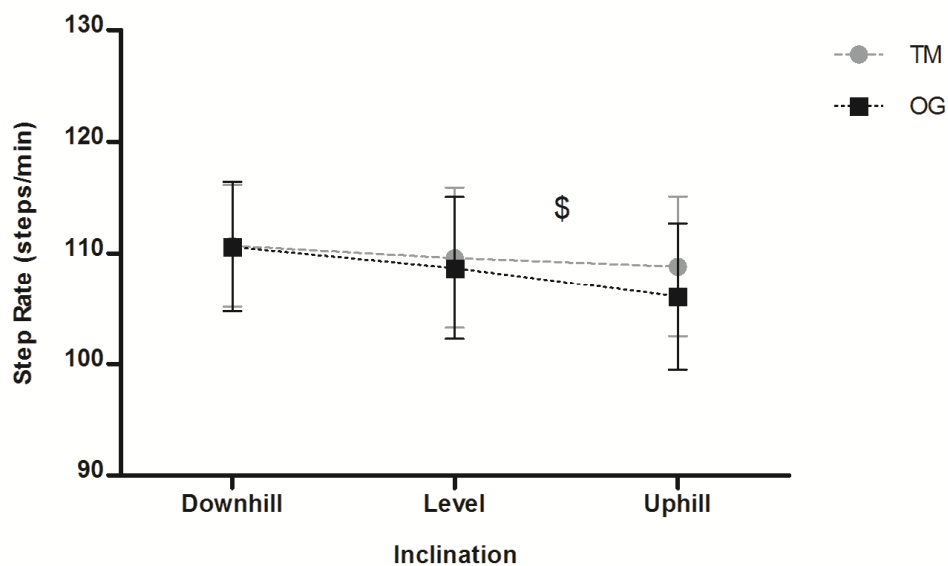 130
TM
OG
120
$
110
100
90
Step Rate (steps/min)
Downhill Level Uphill
Inclination